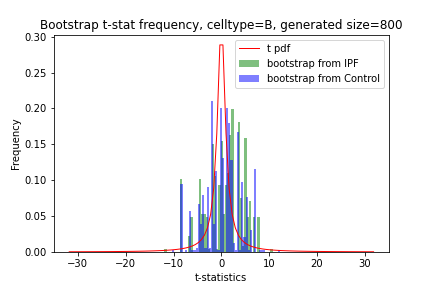 Bootstrap t-stat frequency, celltype=B, generated size=800
t pdf
bootstrap from IPF
bootstrap from Control
0.30
0.25
0.20
0.15
0.10
0.05
0.00
Frequency
−30 −20 −10 0 10 20 30
t-statistics